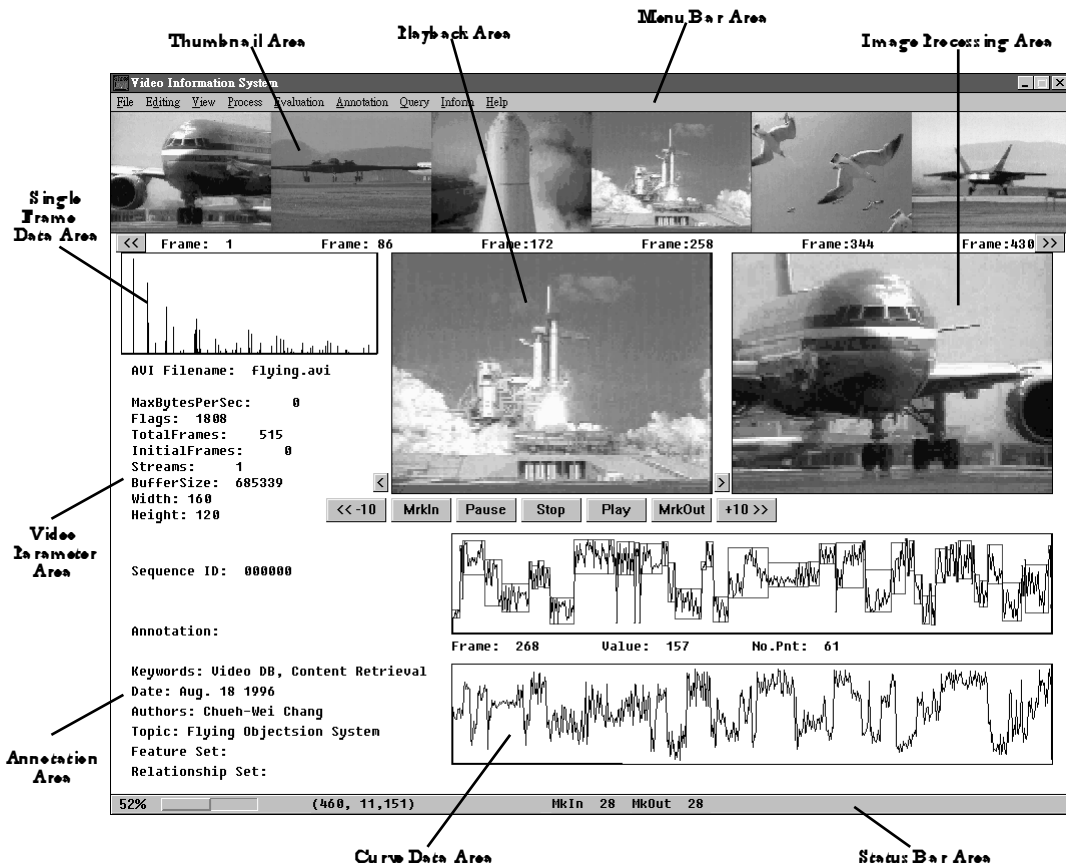 Menu Bar Area
Thumbnail Area
Playback Area
Image Processing Area
Video Information System
File Editing View Process Evaluation Annotation Query Inform Help
Single
Frame
Data Area
<< Frame: 1 Frame: 86 Frame:172 Frame:258 Frame:344 Frame:430 >>
AVI Filename: flying.avi
MaxBytesPerSec: 0
Flags: 1808
TotalFrames: 515
InitialFrames: 0
Streams: 1
BufferSize: 685339
Width: 160
Height: 120
< >
<< -10 MrkIn Pause Stop Play MrkOut +10 >>
Video
Parameter
Area
Sequence ID: 000000
Annotation:
Frame: 268 Value: 157 No.Pnt: 61
Keywords: Video DB, Content Retrieval
Date: Aug. 18 1996
Authors: Chueh-Wei Chang
Topic: Flying Objectsion System
Feature Set:
Relationship Set:
Annotation
Area
52% (460, 11,151) MkIn 28 MkOut 28
Curve Data Area
Status Bar Area